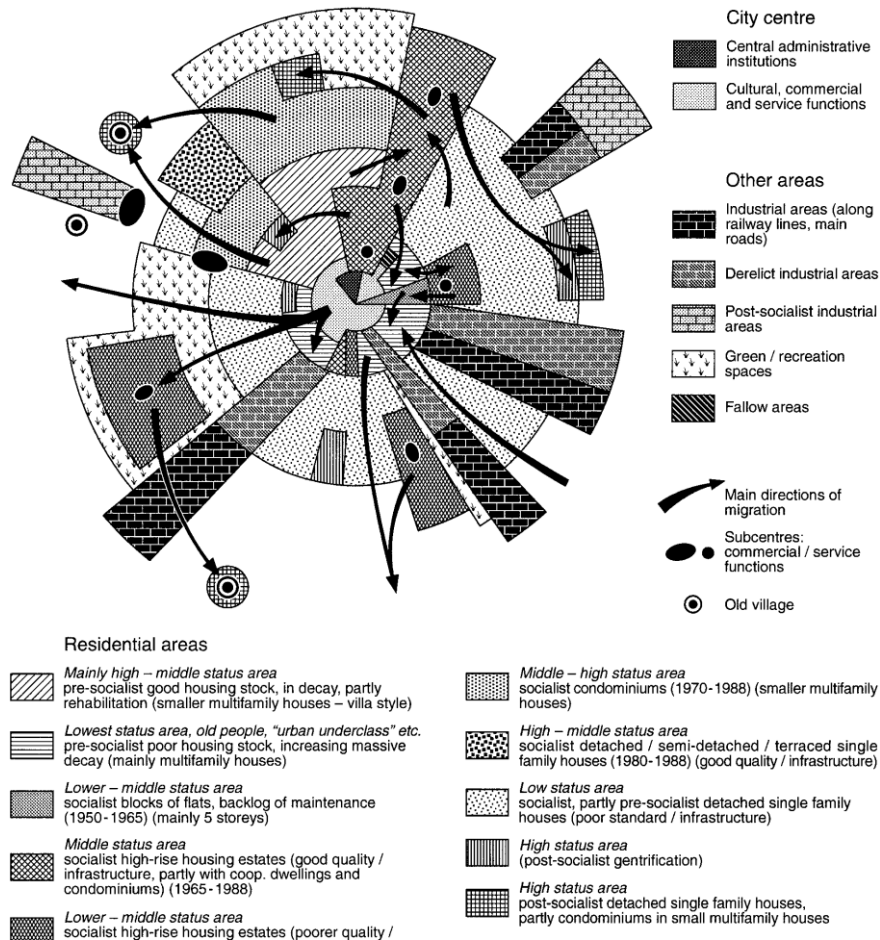 City centre
Central administrative
institutions
Cultural, commercial
and service functions
Other areas
Industrial areas (along
railway lines, main
roads)
Derelict industrial areas
Post-socialist industrial
areas
Green / recreation
spaces
Fallow areas
Main directions of
migration
Subcentres:
commercial / service
functions
Old village
Residential areas
Mainly high – middle status area
pre-socialist good housing stock, in decay, partly
rehabilitation (smaller multifamily houses – villa style)
Lowest status area, old people, “urban underclass” etc.
pre-socialist poor housing stock, increasing massive
decay (mainly multifamily houses)
Lower – middle status area
socialist blocks of flats, backlog of maintenance
(1950-1965) (mainly 5 storeys)
Middle status area
socialist high-rise housing estates (good quality /
infrastructure, partly with coop. dwellings and
condominiums) (1965-1988)
Lower – middle status area
socialist high-rise housing estates (poorer quality /
Middle – high status area
socialist condominiums (1970-1988) (smaller multifamily
houses)
High – middle status area
socialist detached / semi-detached / terraced single
family houses (1980-1988) (good quality / infrastructure)
Low status area
socialist, partly pre-socialist detached single family
houses (poor standard / infrastructure)
High status area
(post-socialist gentrification)
High status area
post-socialist detached single family houses,
partly condominiums in small multifamily houses